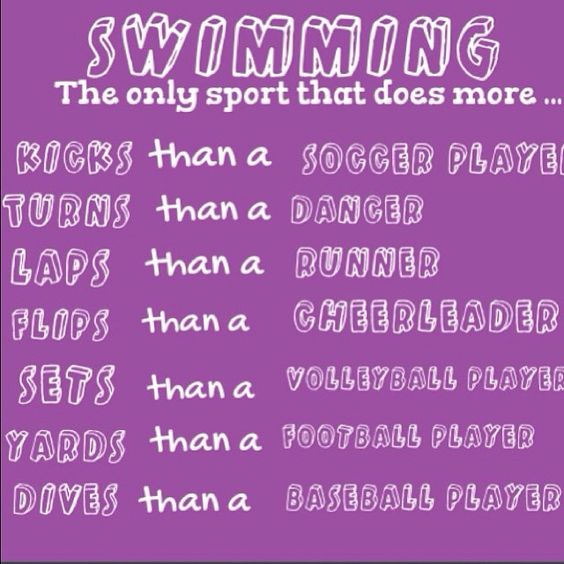 SWIMMING
The only sport that does more ...
KICKS than a SOCCER PLAYE
TURNS than a DANCER
LAPS than a RUNNER
FLIPS than a CHEERLEADER
SETS than a VOLLEYBALL PLAYER
YARDS than a FOOTBALL PLAYER
DIVES than a BASEBALL PLAYER